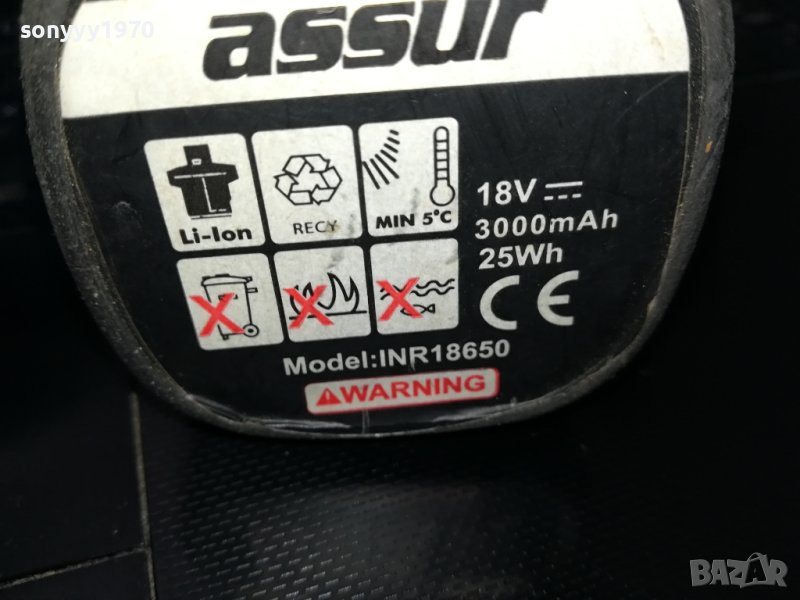 sonyyy1970
assur
Li-Ion
RECY
MIN 5°C
18V
3000mAh
25Wh
CE
Model:INR18650
WARNING
BAZAR